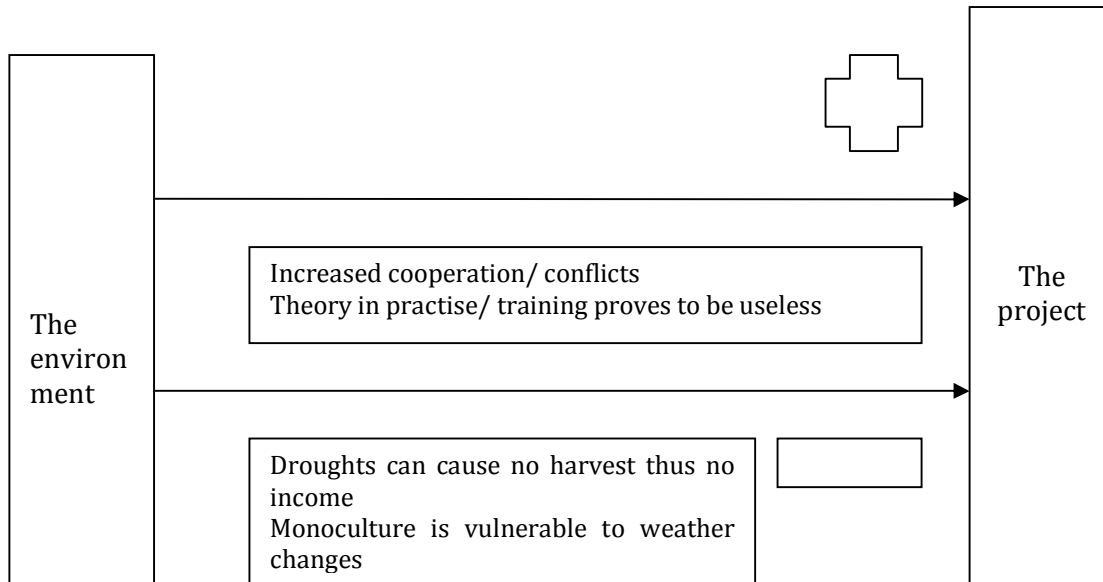 The
environ
ment
Increased cooperation/ conflicts
Theory in practise/ training proves to be useless
Droughts can cause no harvest thus no
income
Monoculture is vulnerable to weather
changes
The
project